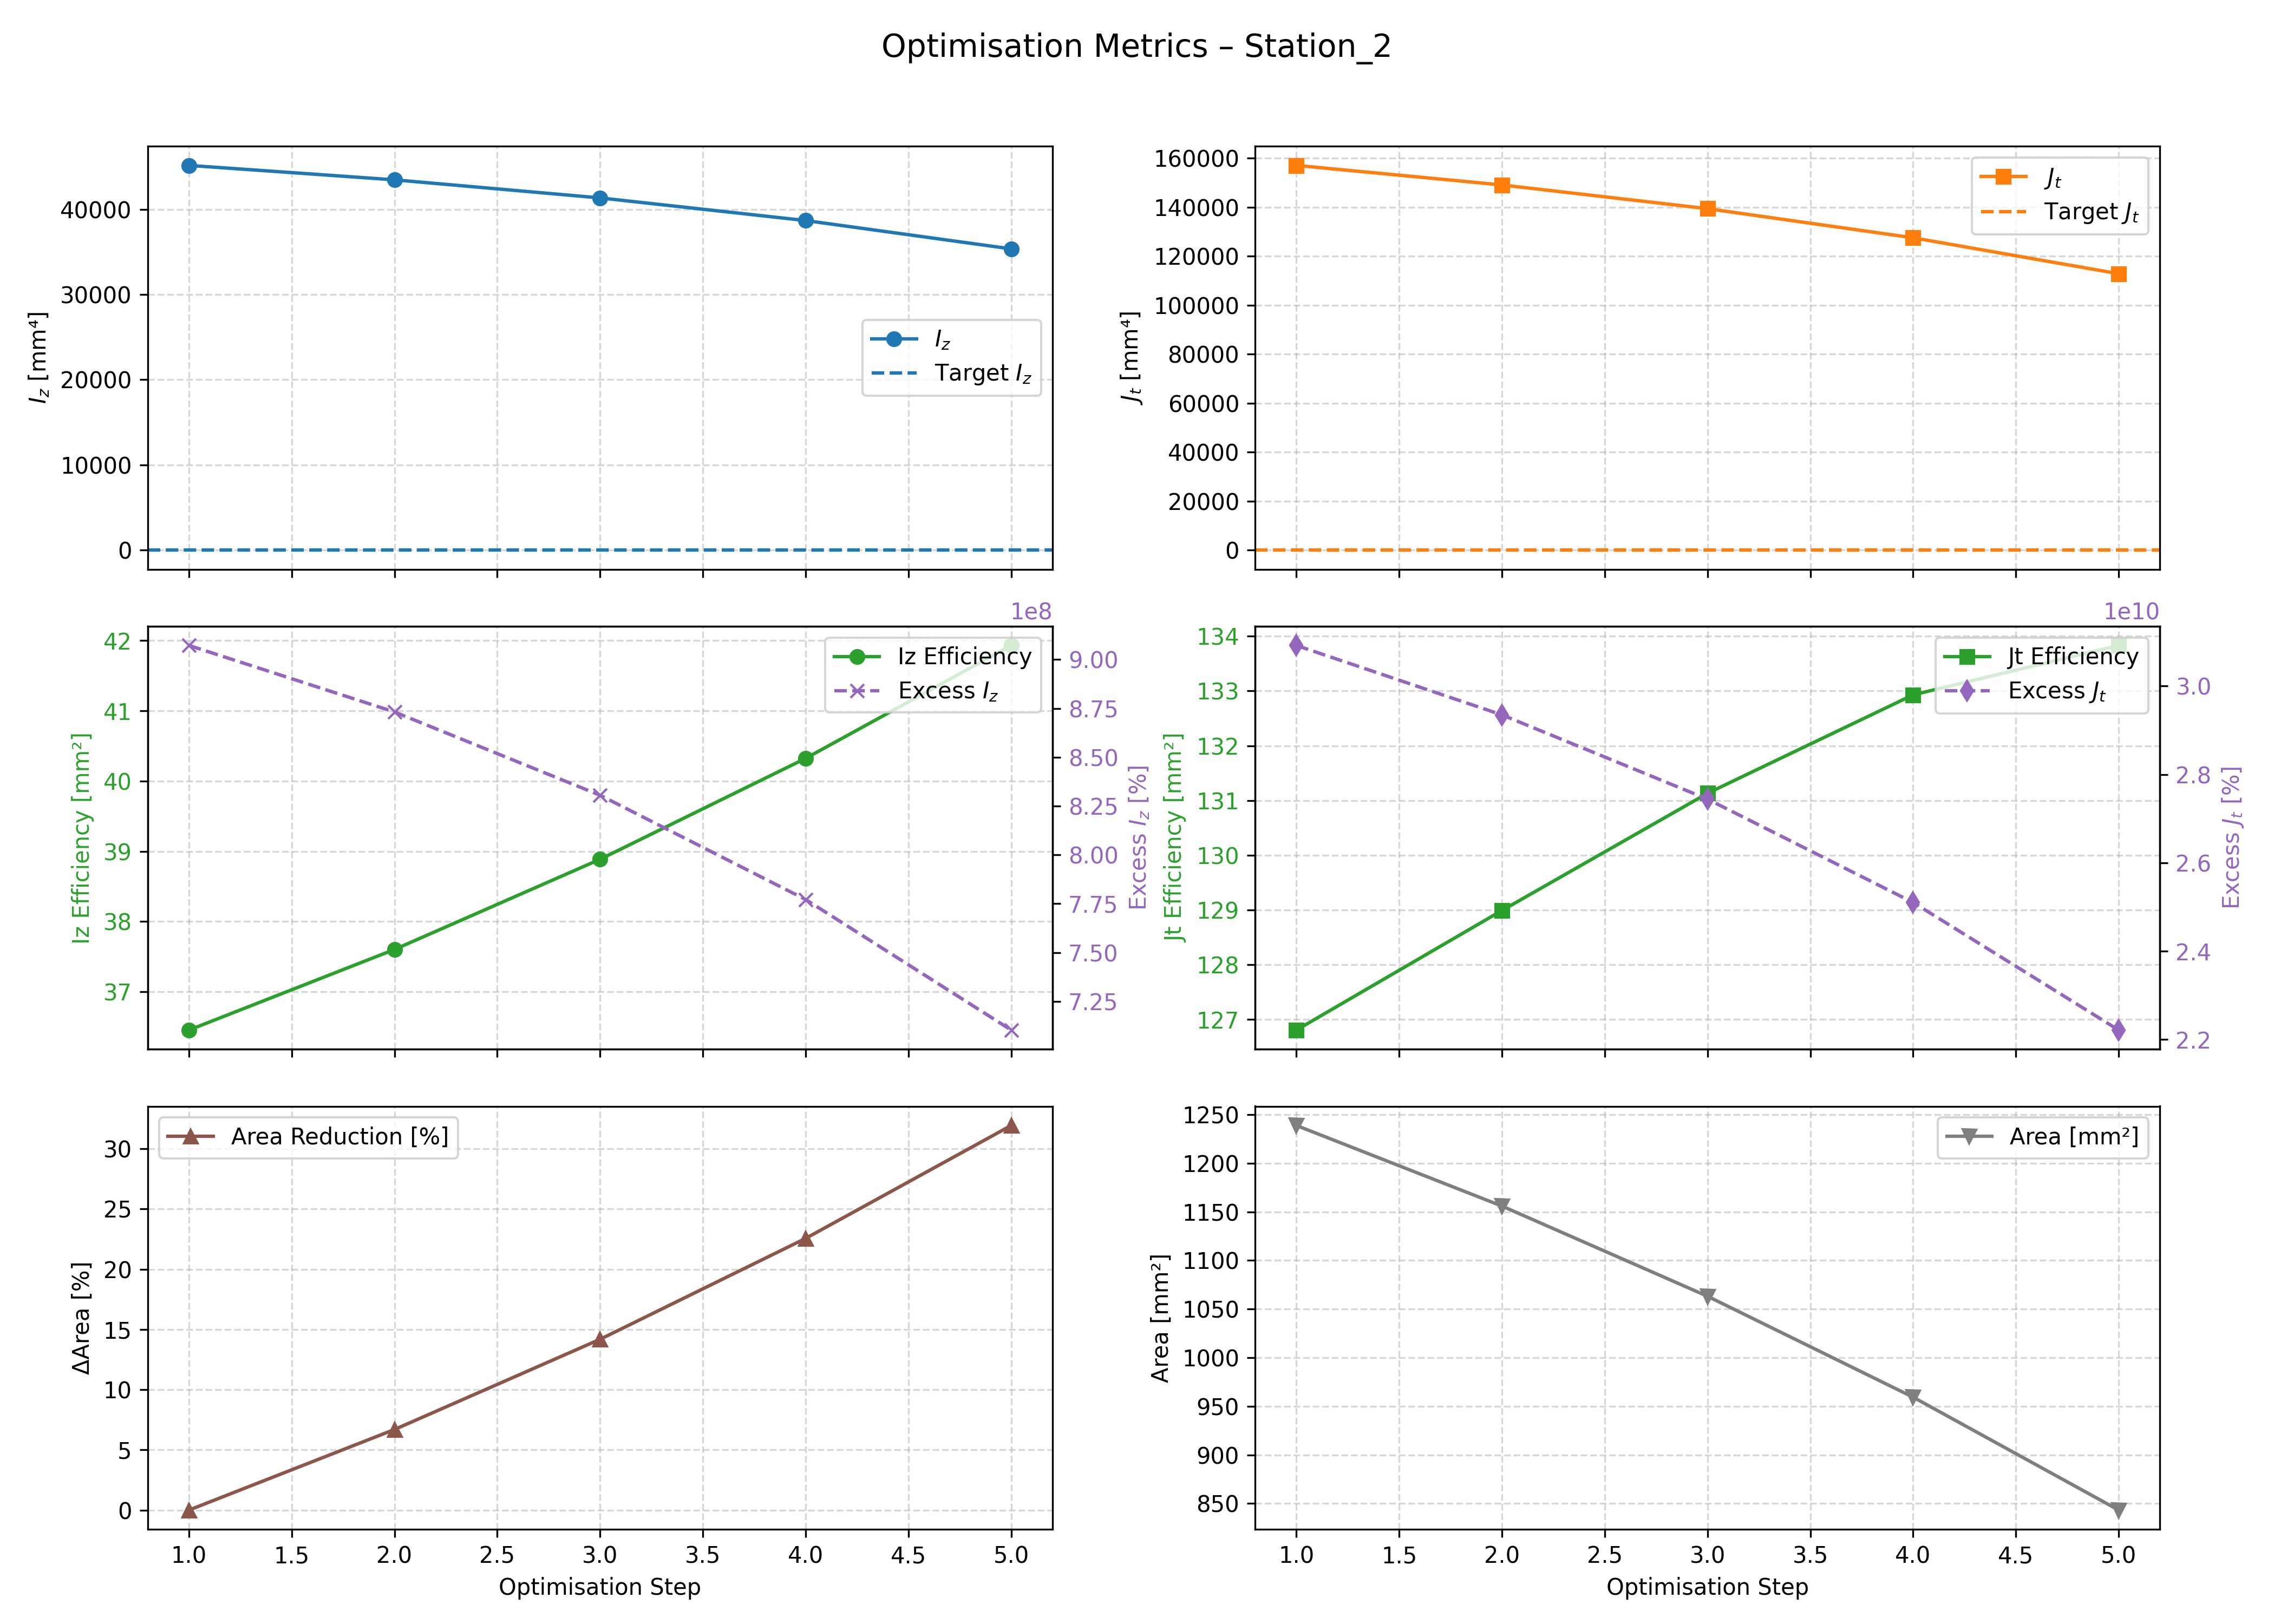 Optimisation Metrics – Station_2
I_z [mm⁴]
40000
30000
20000
10000
0
I_z
Target I_z
J_t [mm⁴]
160000
140000
120000
100000
80000
60000
40000
20000
0
J_t
Target J_t
Iz Efficiency [mm²]
42
41
40
39
38
37
Iz Efficiency
Excess I_z
1e8
9.00
8.75
8.50
8.25
8.00
7.75
7.50
7.25
Excess I_z [%]
Jt Efficiency [mm²]
134
133
132
131
130
129
128
127
Jt Efficiency
Excess J_t
1e10
3.0
2.8
2.6
2.4
2.2
Excess J_t [%]
ΔArea [%]
30
25
20
15
10
5
0
Area Reduction [%]
1.0 1.5 2.0 2.5 3.0 3.5 4.0 4.5 5.0
Optimisation Step
Area [mm²]
1250
1200
1150
1100
1050
1000
950
900
850
Area [mm²]
1.0 1.5 2.0 2.5 3.0 3.5 4.0 4.5 5.0
Optimisation Step